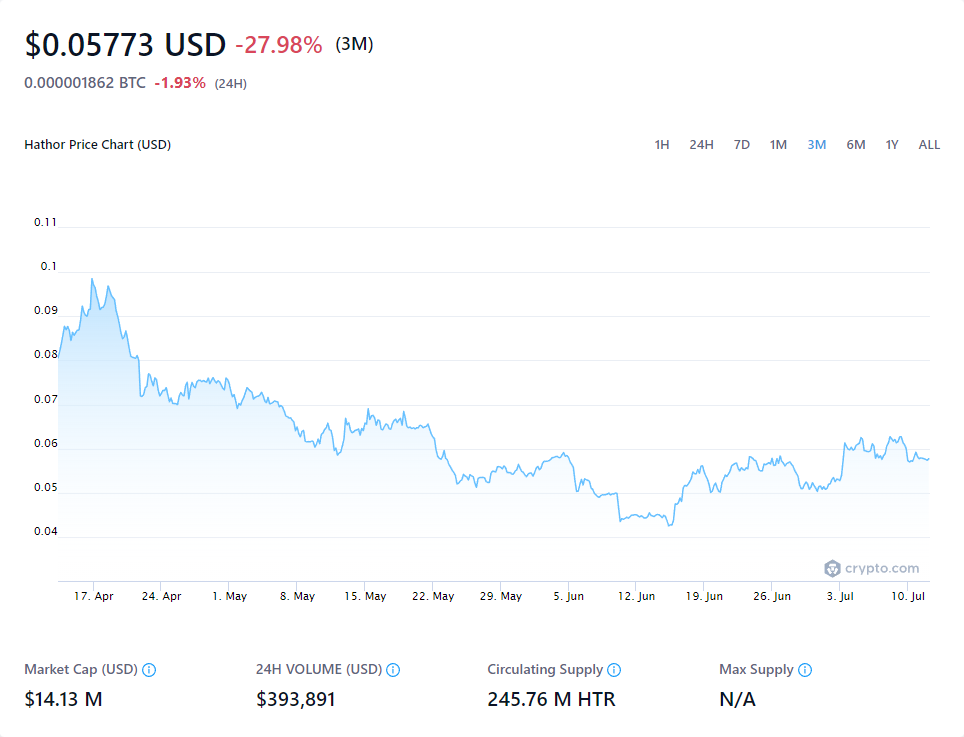 $0.05773 USD -27.98% (3M)
0.000001862 BTC -1.93% (24H)
Hathor Price Chart (USD)
1H 24H 7D 1M 3M 6M 1Y ALL
0.11
0.1
0.09
0.08
0.07
0.06
0.05
0.04
crypto.com
17. Apr 24. Apr 1. May 8. May 15. May 22. May 29. May 5. Jun 12. Jun 19. Jun 26. Jun 3. Jul 10. Jul
Market Cap (USD) 24H VOLUME (USD) Circulating Supply Max Supply
$14.13 M $393,891 245.76 M HTR N/A